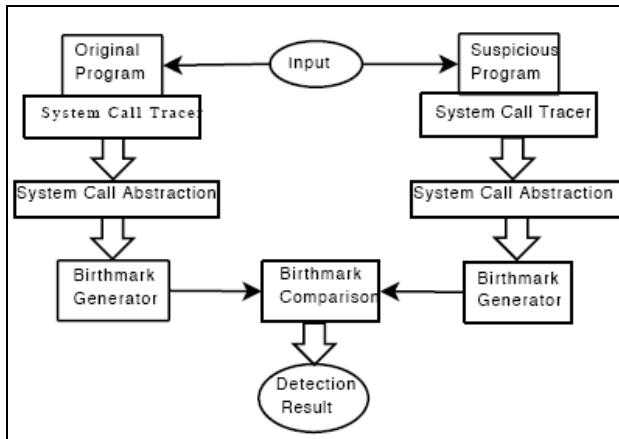 Original
Program
Input
Suspicious
Program
System Call Tracer
System Call Tracer
System Call Abstraction
System Call Abstraction
Birthmark
Generator
Birthmark
Comparison
Birthmark
Generator
Detection
Result